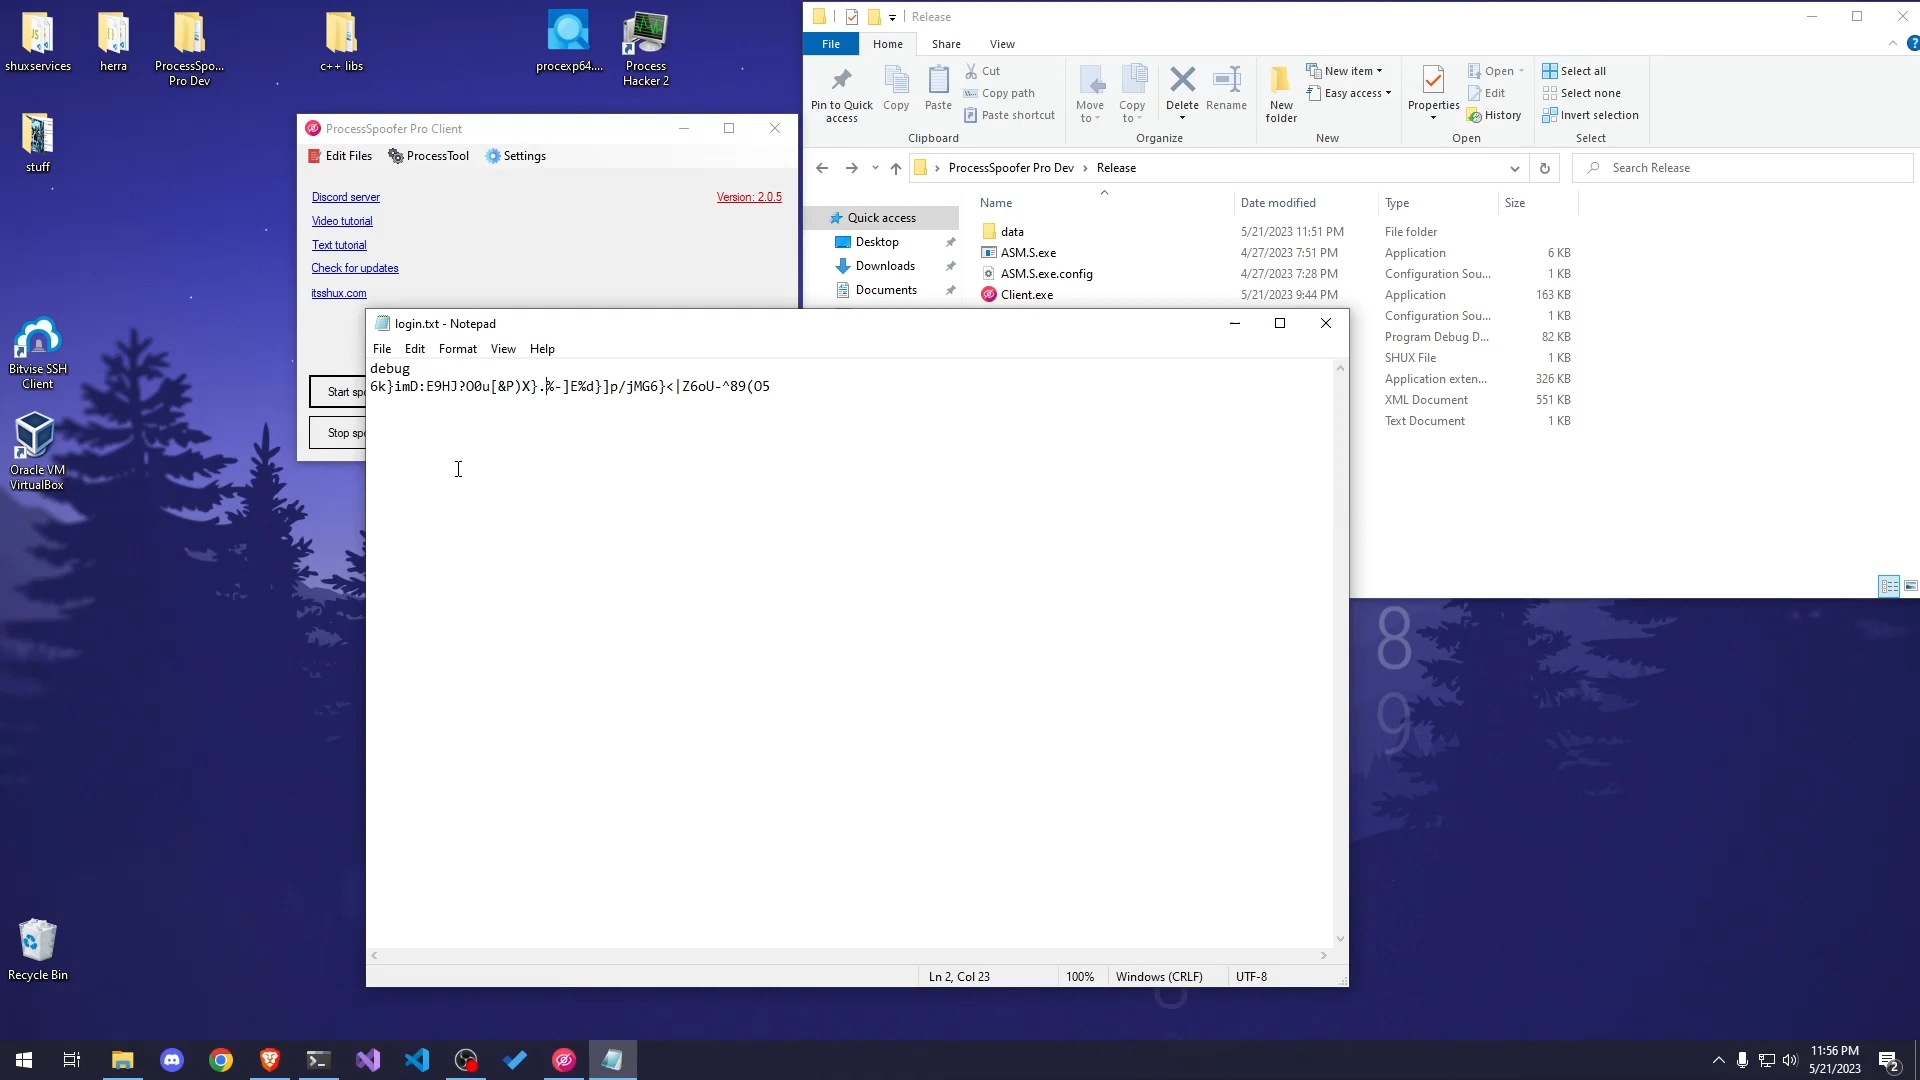 shuxservices
herra
ProcessSpo...
Pro Dev
c++ libs
procexp64....
Process
Hacker 2
stuff
Bitvise SSH
Client
Oracle VM
VirtualBox
Recycle Bin
ProcessSpoofer Pro Client
Edit Files
ProcessTool
Settings
Discord server
Version: 2.0.5
Video tutorial
Text tutorial
Check for updates
itsshux.com
Start spo
Stop spo
Release
File
Home
Share
View
Pin to Quick
access
Copy
Paste
Cut
Copy path
Paste shortcut
Clipboard
Move
to
Copy
to
Delete
Rename
Organize
New
folder
New item
Easy access
New
Properties
Open
Edit
History
Open
Select all
Select none
Invert selection
Select
ProcessSpoofer Pro Dev
Release
Search Release
Quick access
Desktop
Downloads
Documents
Name Date modified Type Size
data 5/21/2023 11:51 PM File folder
ASM.S.exe 4/27/2023 7:51 PM Application 6 KB
ASM.S.exe.config 4/27/2023 7:28 PM Configuration Sou... 1 KB
Client.exe 5/21/2023 9:44 PM Application 163 KB
Configuration Sou... 1 KB
Program Debug D... 82 KB
SHUX File 1 KB
Application exten... 326 KB
XML Document 551 KB
Text Document 1 KB
login.txt - Notepad
File Edit Format View Help
debug
6k}imD:E9HJ?O0u[&P)X}.%-]E%d}]p/jMG6}<|Z6oU-^89(O5
Ln 2, Col 23
100%
Windows (CRLF)
UTF-8
8
9
11:56 PM
5/21/2023
2